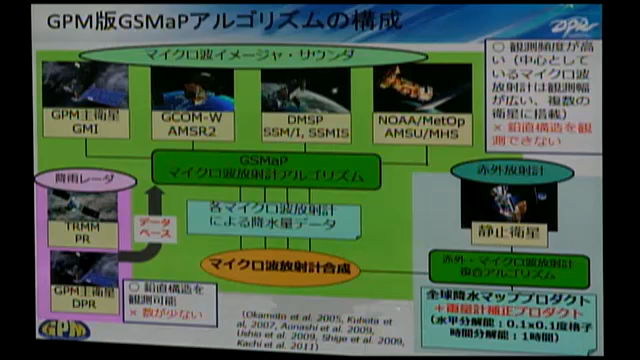 GPM版GSMaPアルゴリズムの構成
DPR
マイクロ波イメージャ・サウンダ
GPM主衛星
GMI
GCOM-W
AMSR2
DMSP
SSM/I, SSMIS
NOAA/MetOp
AMSU/MHS
○ 観測頻度が高
い（中心として
いるマイクロ波
放射計は観測幅
が広い、複数の
衛星に搭載）
× 鉛直構造を観
測できない
GSMaP
マイクロ波放射計アルゴリズム
降雨レーダ
TRMM
PR
GPM主衛星
DPR
データ
ベース
○ 鉛直構造を
観測可能
× 数が少ない
各マイクロ波放射計
による降水量データ
マイクロ波放射計合成
赤外放射計
静止衛星
赤外・マイクロ波放射計
複合アルゴリズム
全球降水マッププロダクト
+雨量計補正プロダクト
(水平分解能：0.1x0.1度格子
時間分解能：1時間)
(Okamoto et al. 2005, Kubota et
al. 2007, Aonashi et al. 2009,
Ushio et al. 2009, Shige et al. 2009,
Kachi et al. 2011)
GPM